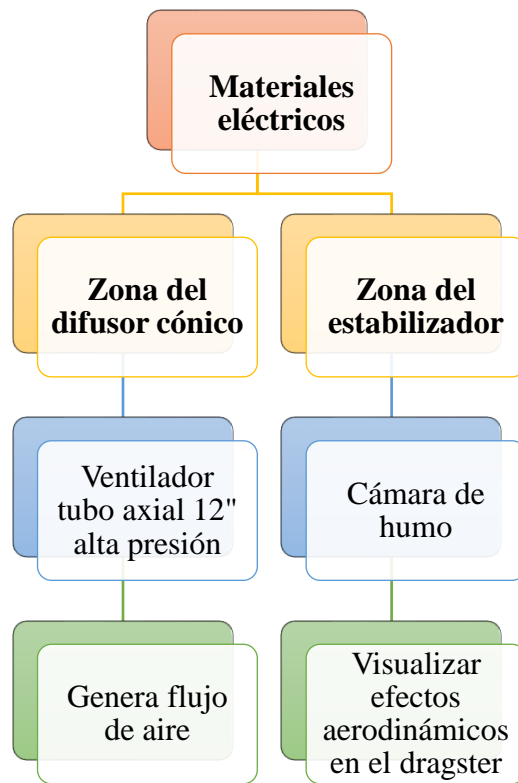 Materiales
eléctricos
Zona del
difusor cónico
Zona del
estabilizador
Ventilador
tubo axial 12"
alta presión
Cámara de
humo
Genera flujo
de aire
Visualizar
efectos
aerodinámicos
en el dragster